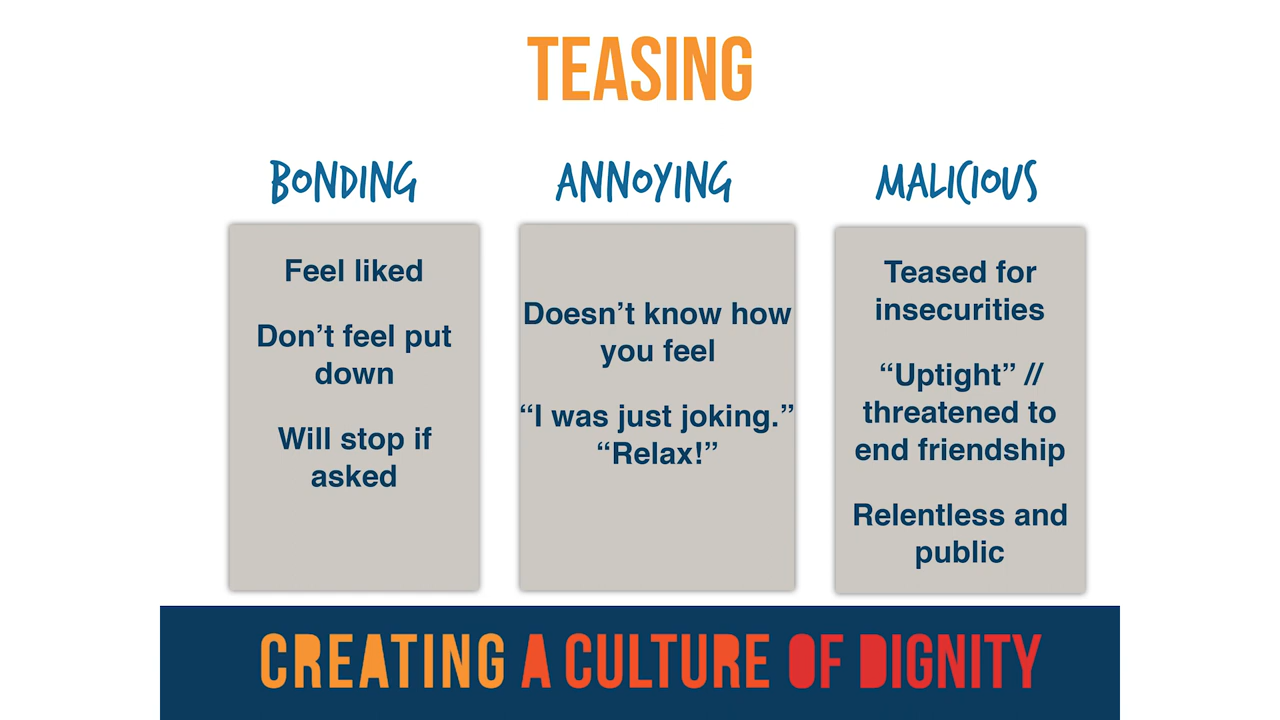 TEASING
BONDING
Feel liked
Don’t feel put
down
Will stop if
asked
ANNOYING
Doesn’t know how
you feel
“I was just joking.”
“Relax!”
MALICIOUS
Teased for
insecurities
“Uptight” //
threatened to
end friendship
Relentless and
public
CREATING A CULTURE OF DIGNITY